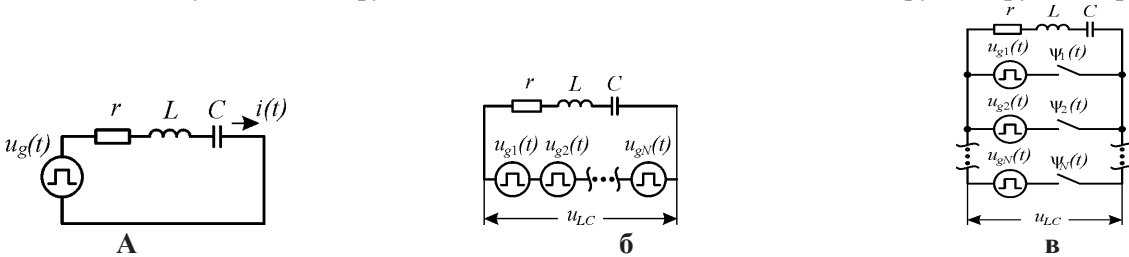 r L C i(t)
u_g(t)
А
r L C
u_g1(t) u_g2(t) u_gN(t)
u_LC
б
r L C
u_g1(t) ψ_1(t)
u_g2(t) ψ_2(t)
u_gN(t) ψ_N(t)
u_LC
в